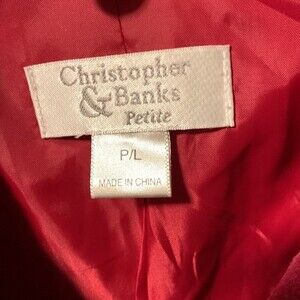 Christopher
& Banks
Petite
P/L
MADE IN CHINA